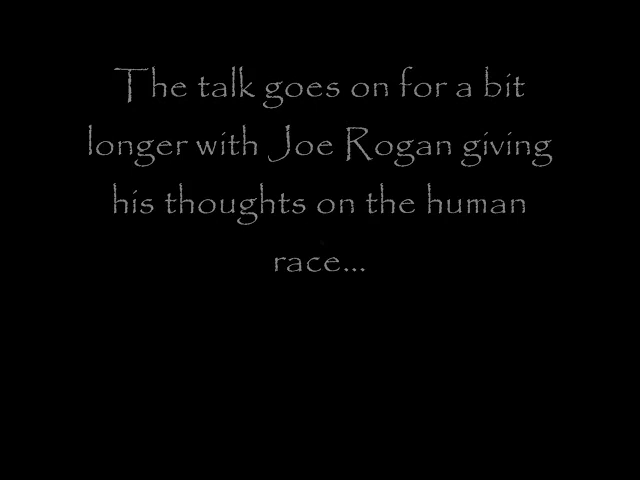 The talk goes on for a bit
longer with Joe Rogan giving
his thoughts on the human
race...